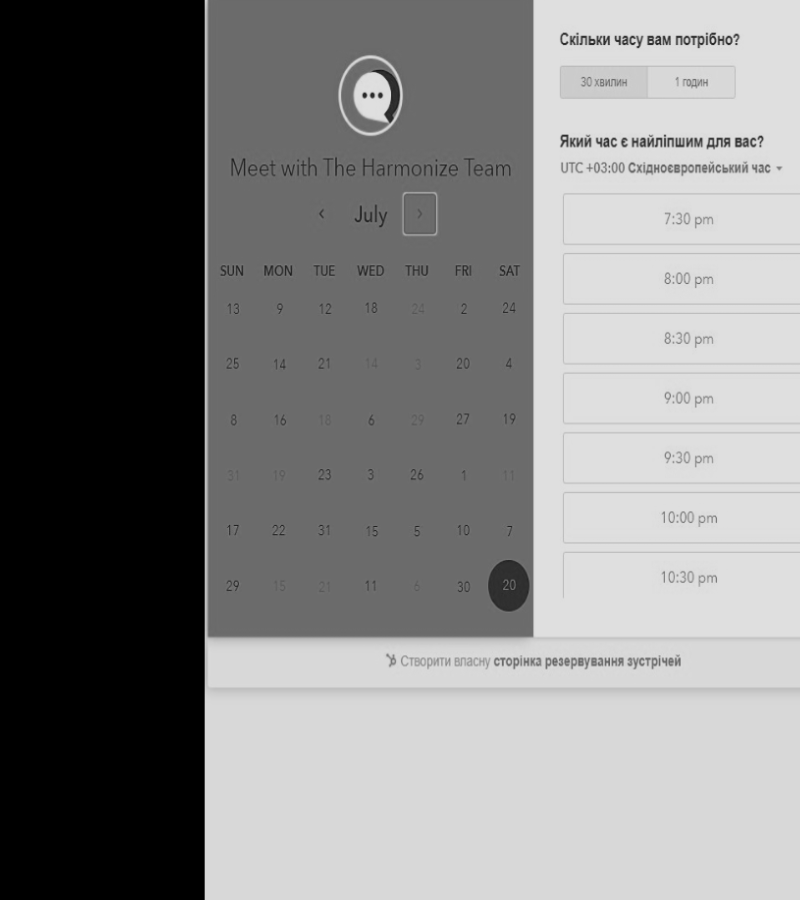 Meet with The Harmonize Team
July
SUN MON TUE WED THU FRI SAT
13 9 12 18 24 2 24
25 14 21 14 3 20 4
8 16 18 6 29 27 19
31 19 23 3 26 1 11
17 22 31 15 5 10 7
29 15 21 11 6 30 20
Скільки часу вам потрібно?
30 хвилин 1 годин
Який час є найліпшим для вас?
UTC +03:00 Східноєвропейський час
7:30 pm
8:00 pm
8:30 pm
9:00 pm
9:30 pm
10:00 pm
10:30 pm
Створити власну сторінка резервування зустрічей